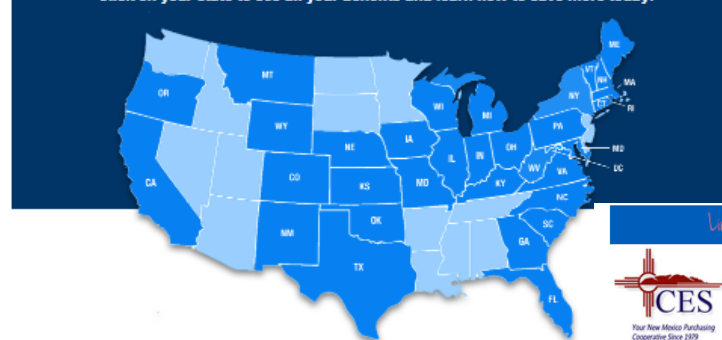 ME
MT
VT
NH
MA
OR
NY
WI
MI
CT
RI
WY
IA
PA
NE
OH
MD
IL
IN
DC
CO
WV
VA
CA
KS
MO
KY
NC
OK
SC
NM
GA
TX
FL
CES
Your New Mexico Purchasing
Cooperative Since 1979